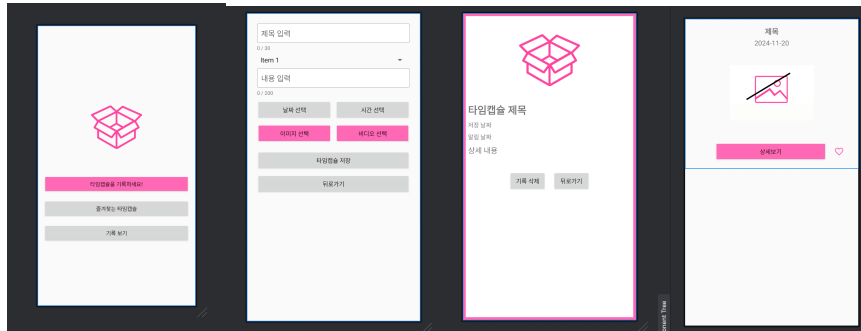 타임캡슐을 기록하세요!
즐겨찾는 타임캡슐
기록 보기
제목 입력
0 / 30
Item 1
내용 입력
0 / 300
날짜 선택
시간 선택
이미지 선택
비디오 선택
타임캡슐 저장
뒤로가기
타임캡슐 제목
저장 날짜
알림 날짜
상세 내용
기록 삭제
뒤로가기
제목
2024-11-20
상세보기
onent Tree